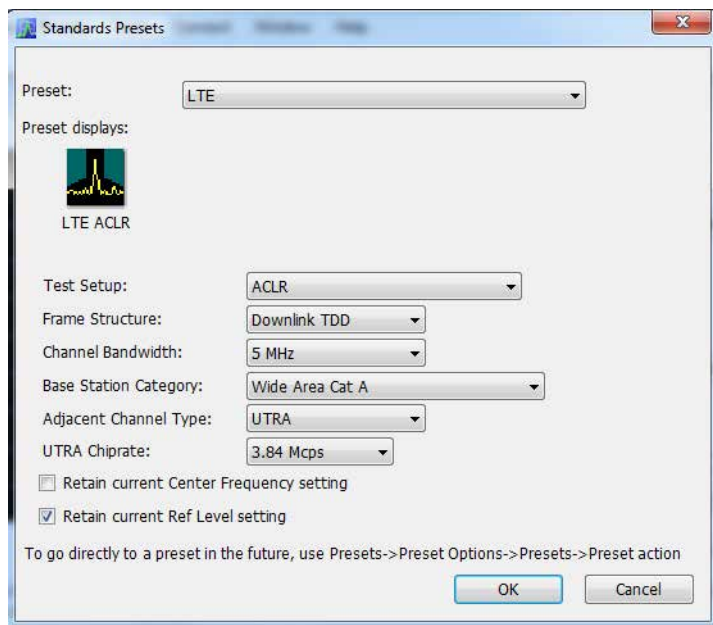 Standards Presets
Preset: LTE
Preset displays:
LTE ACLR
Test Setup: ACLR
Frame Structure: Downlink TDD
Channel Bandwidth: 5 MHz
Base Station Category: Wide Area Cat A
Adjacent Channel Type: UTRA
UTRA Chiprate: 3.84 Mcps
Retain current Center Frequency setting
Retain current Ref Level setting
To go directly to a preset in the future, use Presets->Preset Options->Presets->Preset action
OK Cancel